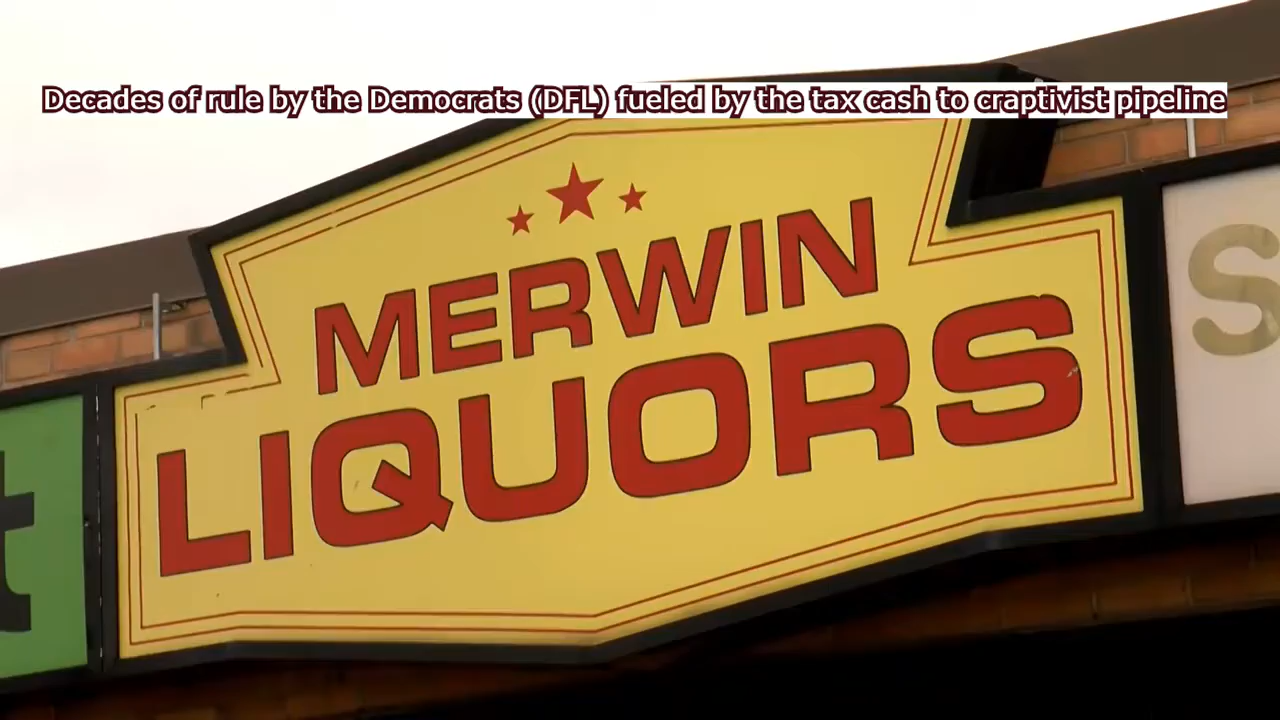 Decades of rule by the Democrats (DFL) fueled by the tax cash to craptivist pipeline
MERWIN
LIQUORS
t
S